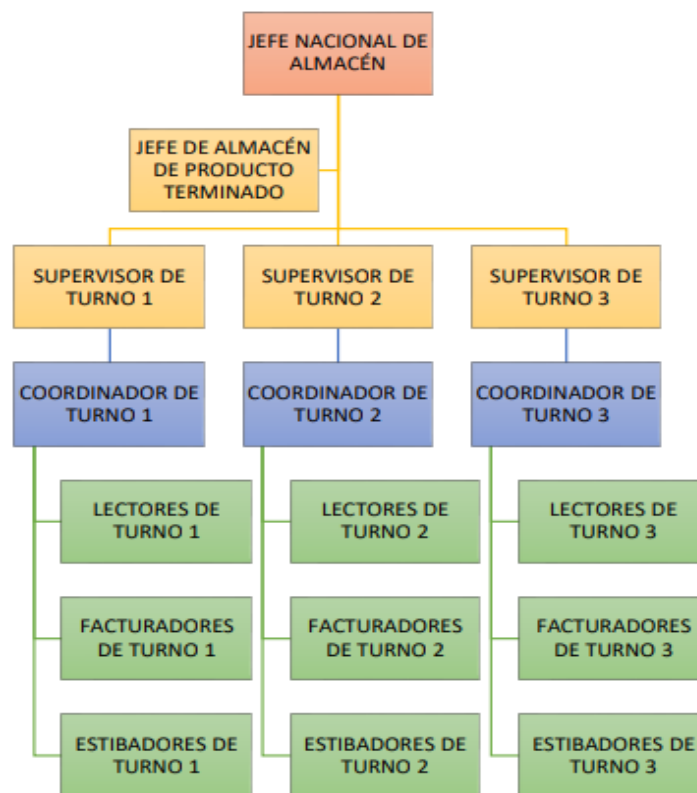 JEFE NACIONAL DE
ALMACÉN
JEFE DE ALMACÉN
DE PRODUCTO
TERMINADO
SUPERVISOR DE
TURNO 1
SUPERVISOR DE
TURNO 2
SUPERVISOR DE
TURNO 3
COORDINADOR DE
TURNO 1
COORDINADOR DE
TURNO 2
COORDINADOR DE
TURNO 3
LECTORES DE
TURNO 1
LECTORES DE
TURNO 2
LECTORES DE
TURNO 3
FACTURADORES
DE TURNO 1
FACTURADORES
DE TURNO 2
FACTURADORES
DE TURNO 3
ESTIBADORES DE
TURNO 1
ESTIBADORES DE
TURNO 2
ESTIBADORES DE
TURNO 3